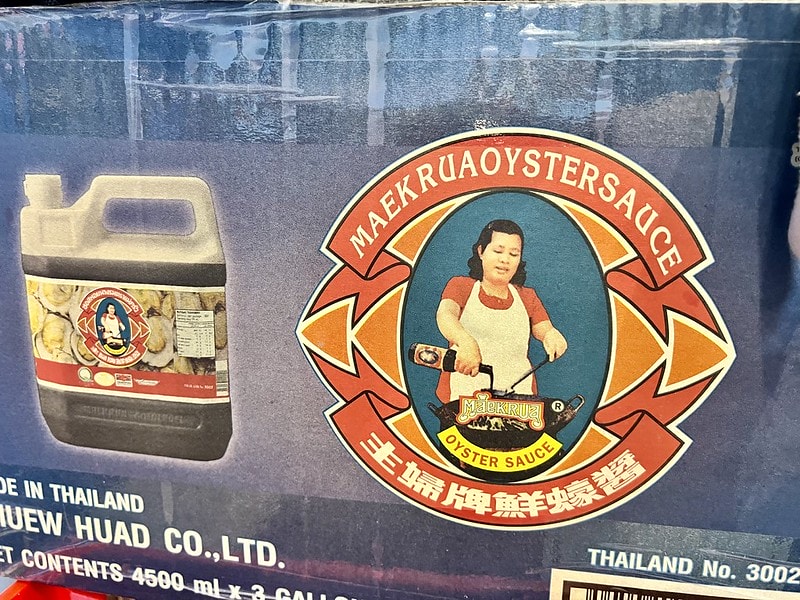 MAEKRUAOYSTERSAUCE
MAEKRUA ®
OYSTER SAUCE
主婦牌鮮蠔醬
DE IN THAILAND
HUEW HUAD CO.,LTD.
ET CONTENTS 4500 ml x 3 GALLO
THAILAND No. 3002